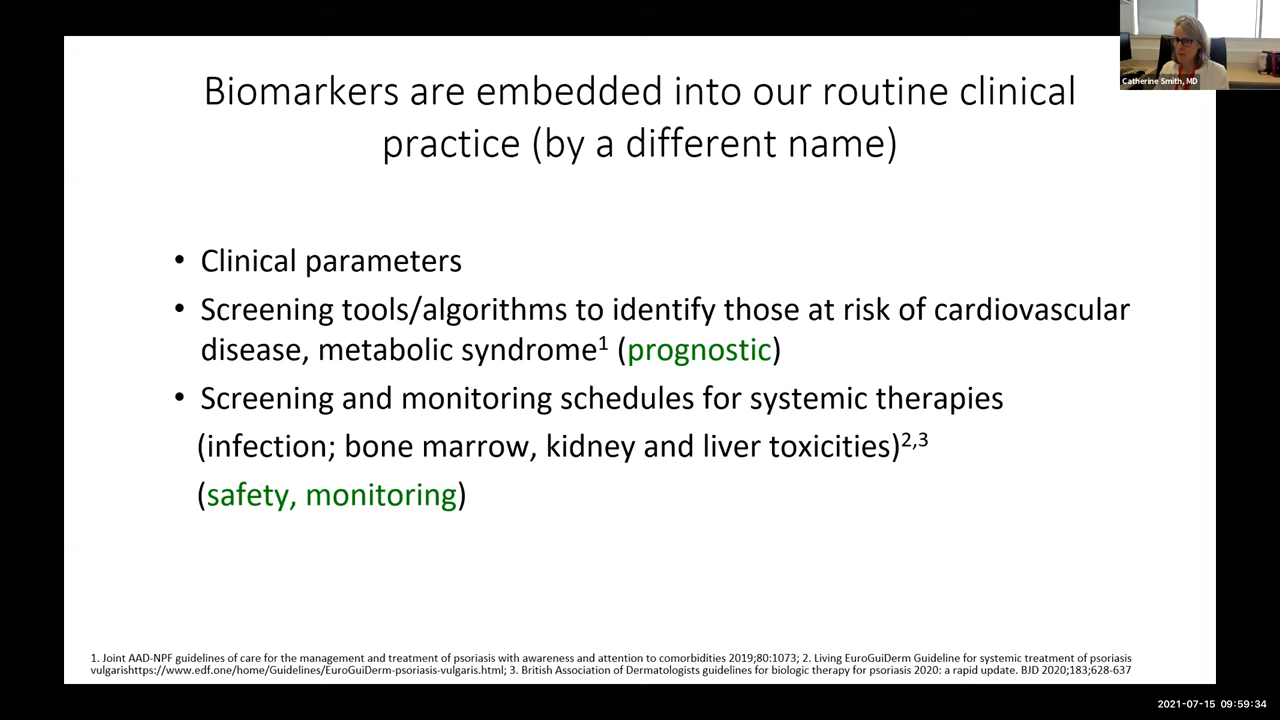 Catherine Smith, MD
Biomarkers are embedded into our routine clinical
practice (by a different name)
• Clinical parameters
• Screening tools/algorithms to identify those at risk of cardiovascular
disease, metabolic syndrome¹ (prognostic)
• Screening and monitoring schedules for systemic therapies
(infection; bone marrow, kidney and liver toxicities)²,³
(safety, monitoring)
1. Joint AAD-NPF guidelines of care for the management and treatment of psoriasis with awareness and attention to comorbidities 2019;80:1073; 2. Living EuroGuiDerm Guideline for systemic treatment of psoriasis
vulgarishttps://www.edf.one/home/Guidelines/EuroGuiDerm-psoriasis-vulgaris.html; 3. British Association of Dermatologists guidelines for biologic therapy for psoriasis 2020: a rapid update. BJD 2020;183;628-637
2021-07-15 09:59:34